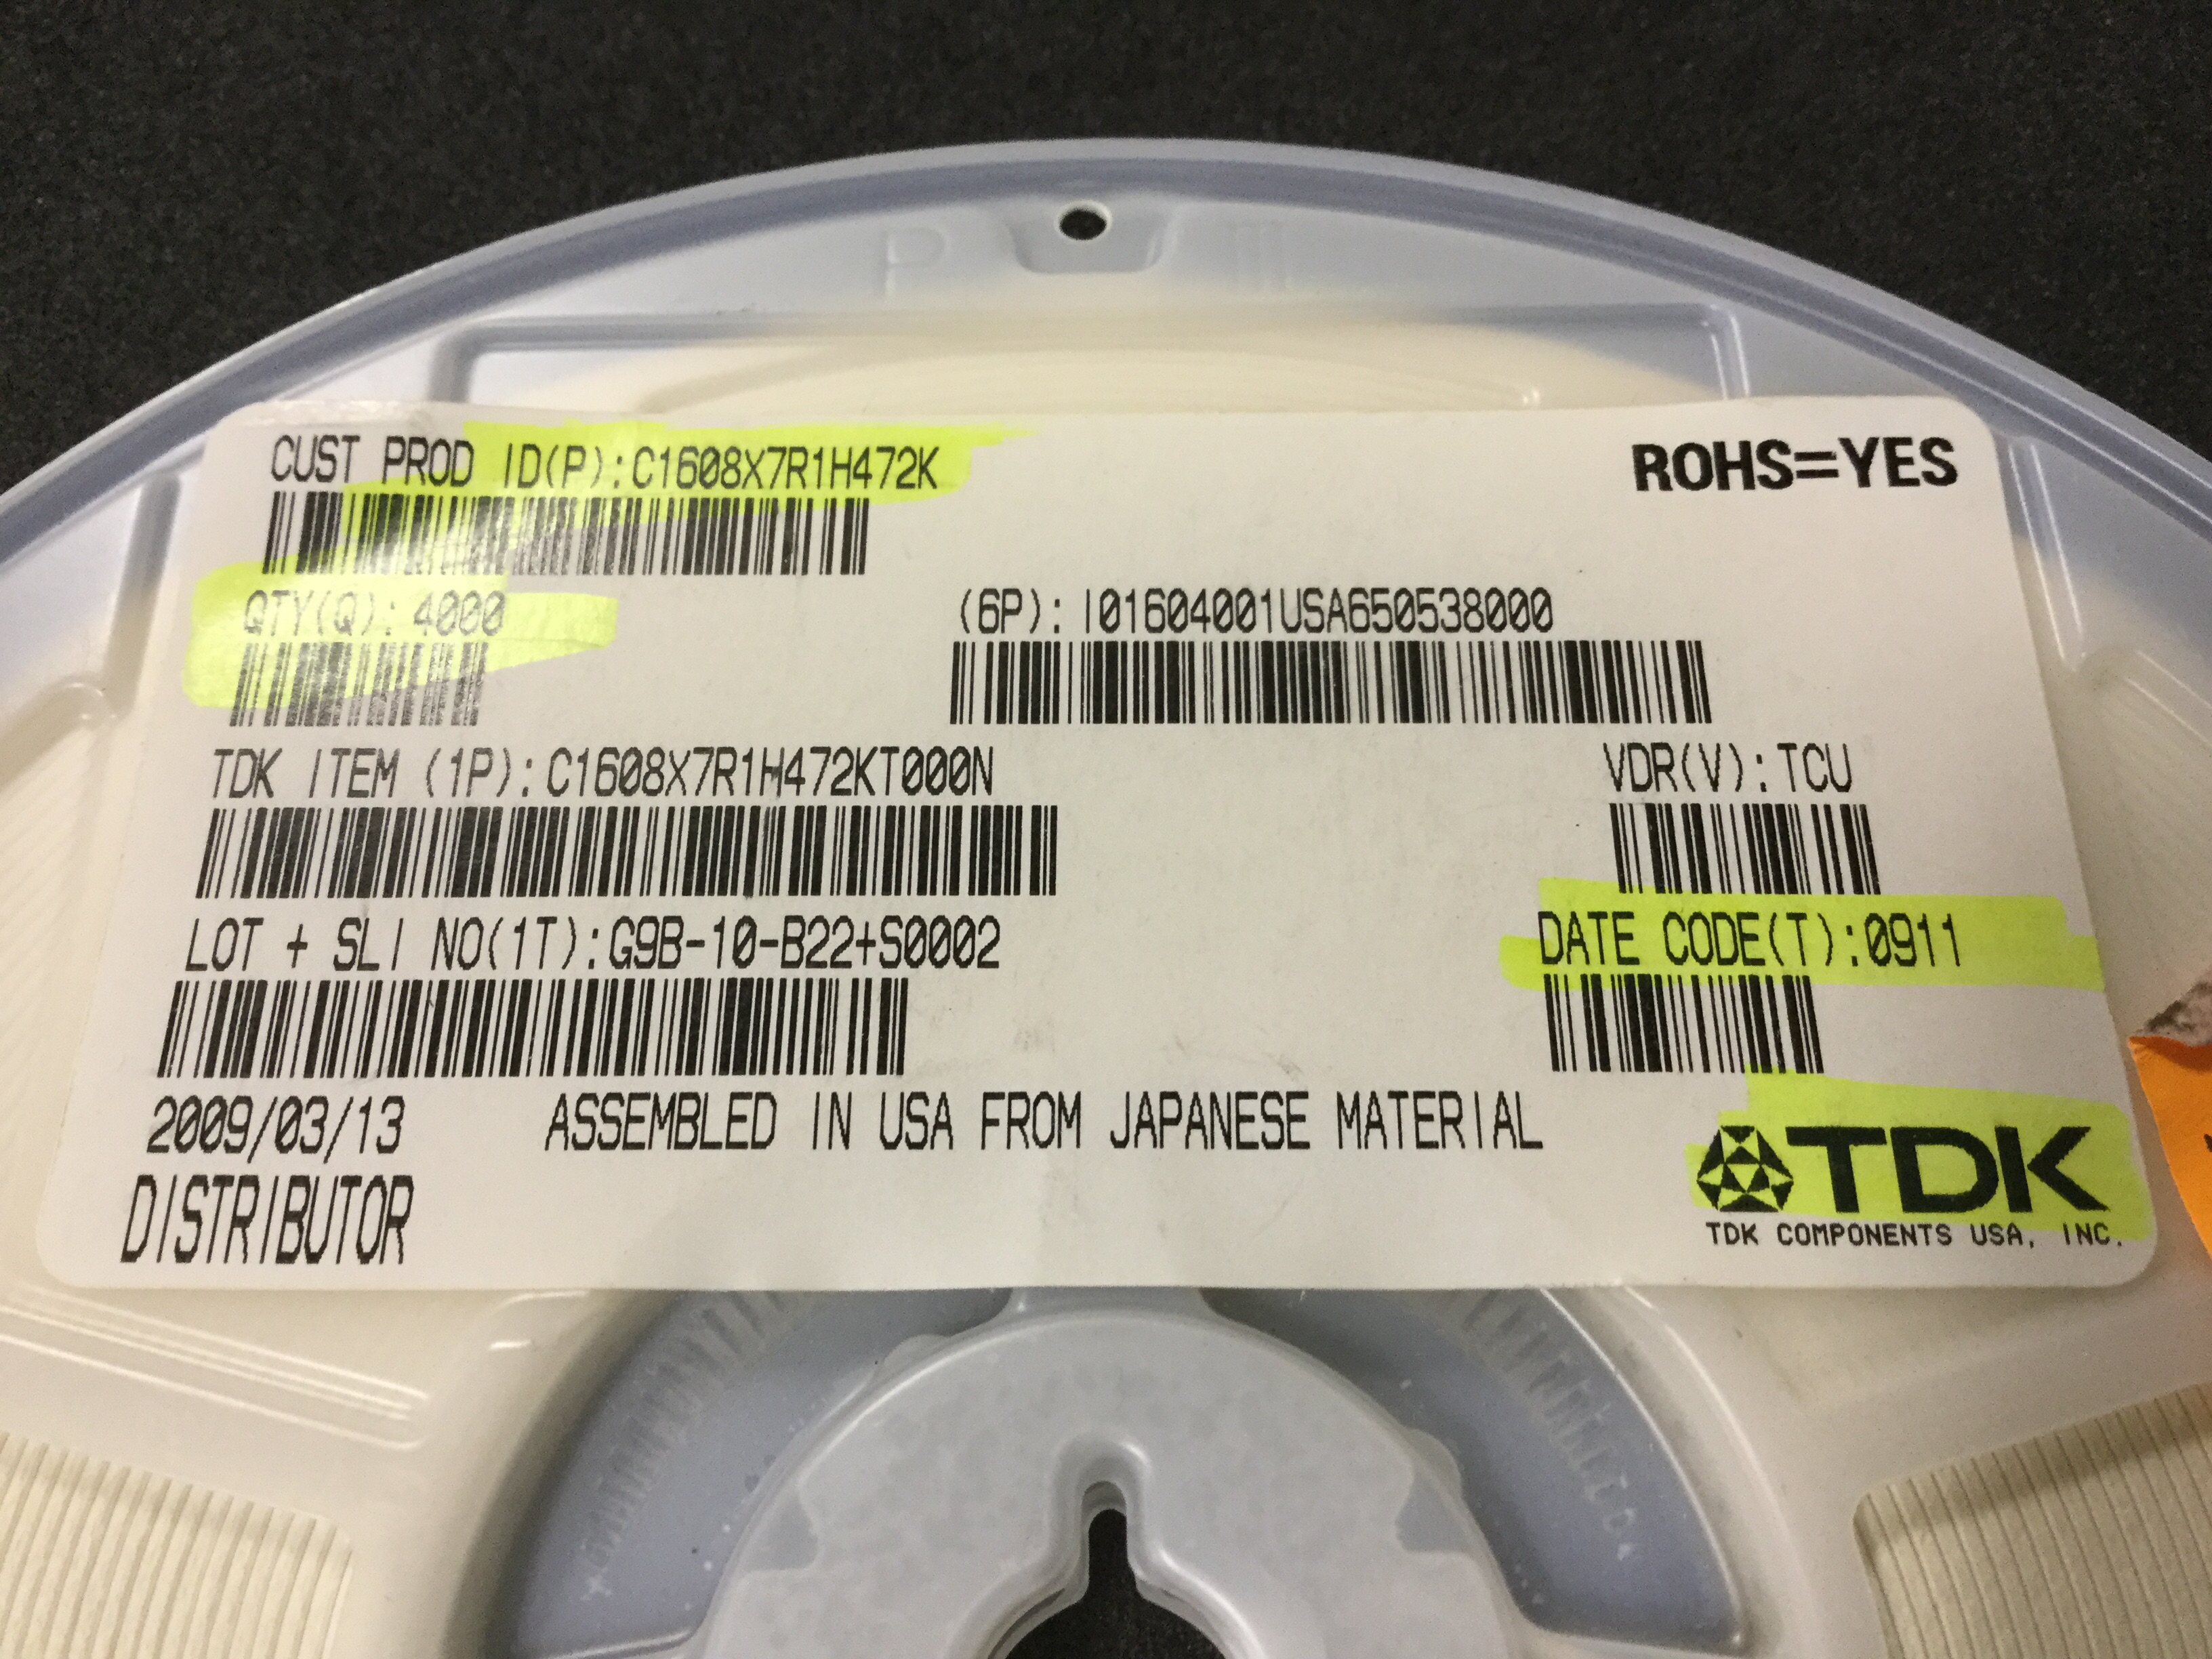 CUST PROD ID(P):C1608X7R1H472K
ROHS=YES
QTY(Q): 4000
(6P): I01604001USA650538000
TDK ITEM (1P):C1608X7R1H472KT000N
VDR(V):TCU
LOT + SLI NO(1T):G9B-10-B22+S0002
DATE CODE(T):0911
2009/03/13
ASSEMBLED IN USA FROM JAPANESE MATERIAL
DISTRIBUTOR
TDK
TDK COMPONENTS USA, INC.